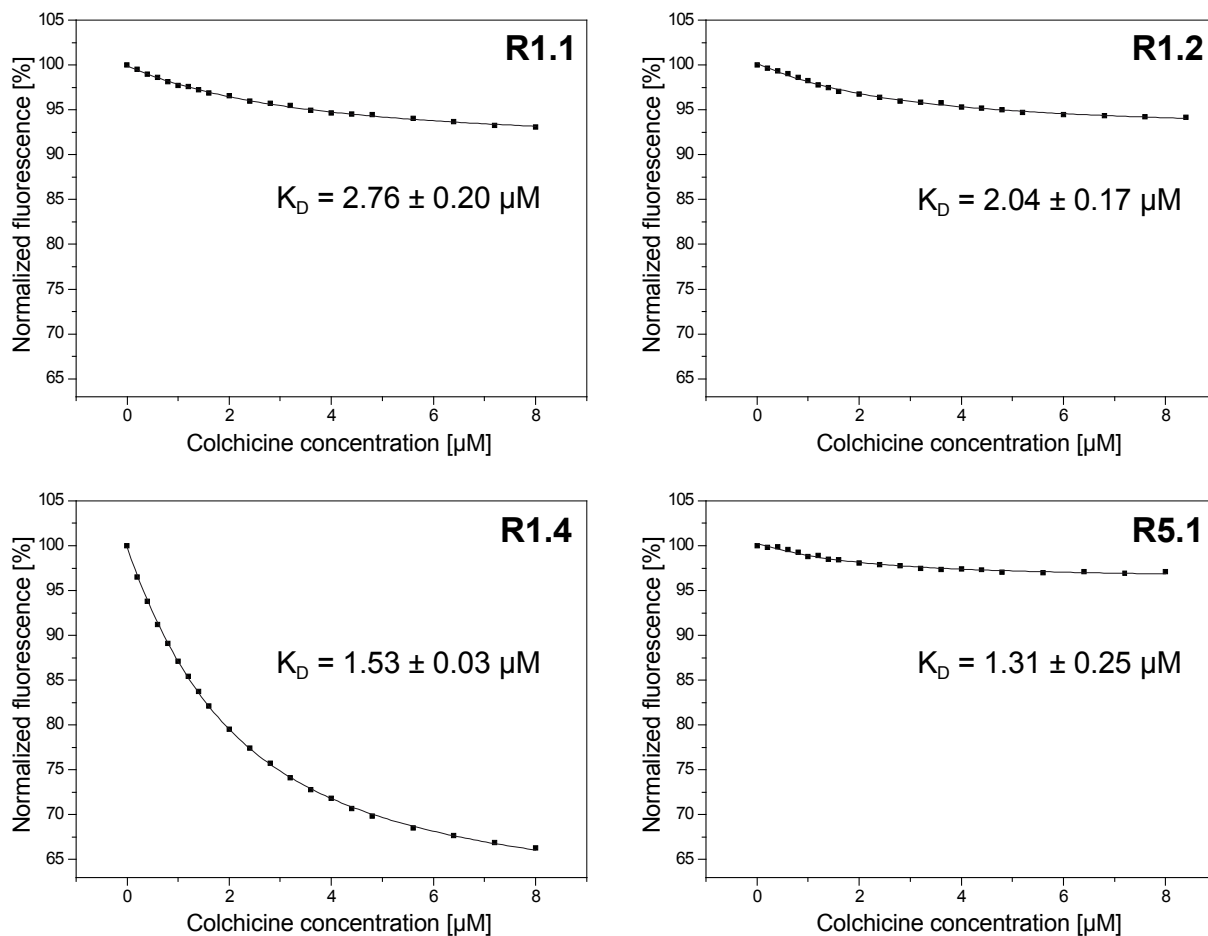 R1.1
105
100
95
90
85
80
75
70
65
Normalized fluorescence [%]
K_D = 2.76 ± 0.20 µM
0 2 4 6 8
Colchicine concentration [µM]
R1.2
105
100
95
90
85
80
75
70
65
Normalized fluorescence [%]
K_D = 2.04 ± 0.17 µM
0 2 4 6 8
Colchicine concentration [µM]
R1.4
105
100
95
90
85
80
75
70
65
Normalized fluorescence [%]
K_D = 1.53 ± 0.03 µM
0 2 4 6 8
Colchicine concentration [µM]
R5.1
105
100
95
90
85
80
75
70
65
Normalized fluorescence [%]
K_D = 1.31 ± 0.25 µM
0 2 4 6 8
Colchicine concentration [µM]